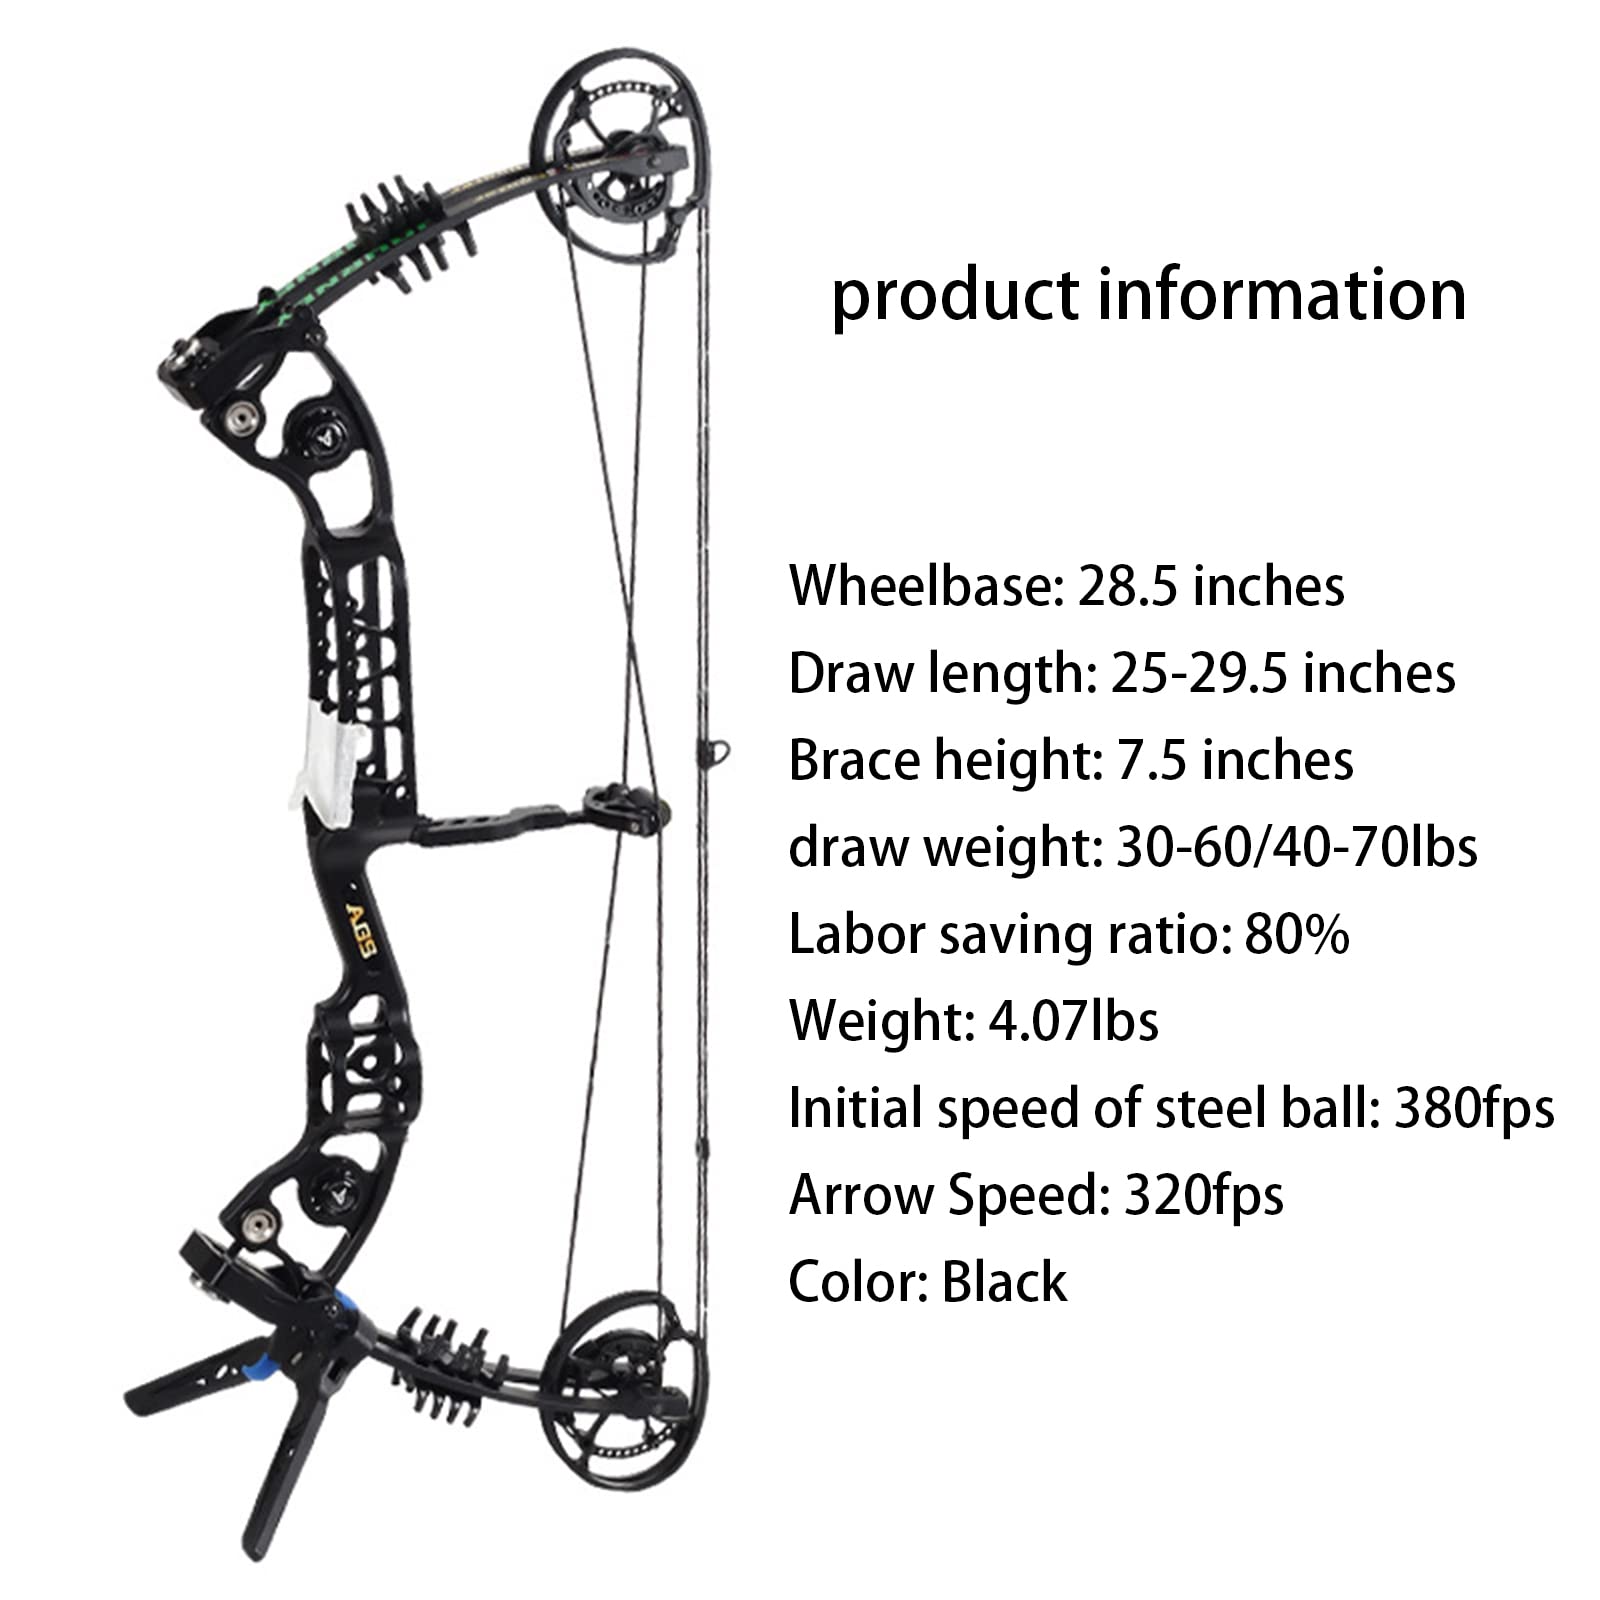 product information
Wheelbase: 28.5 inches
Draw length: 25-29.5 inches
Brace height: 7.5 inches
draw weight: 30-60/40-70lbs
Labor saving ratio: 80%
Weight: 4.07lbs
Initial speed of steel ball: 380fps
Arrow Speed: 320fps
Color: Black